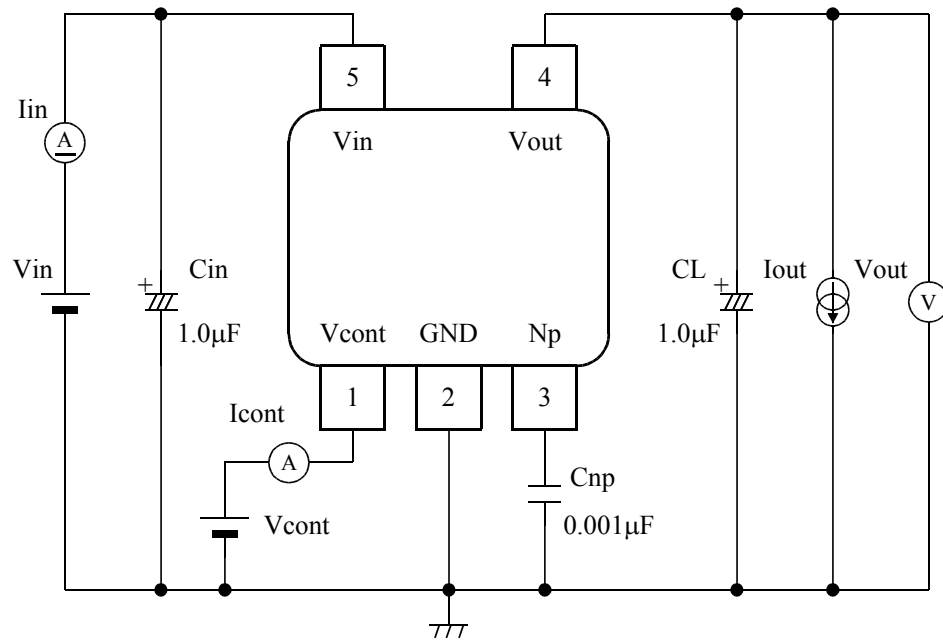 5
4
Iin
A
Vin
Vout
Vin
Cin
CL
Iout
Vout
+
+
V
1.0μF
Vcont
GND
Np
1.0μF
1
2
3
Icont
A
Cnp
Vcont
0.001μF